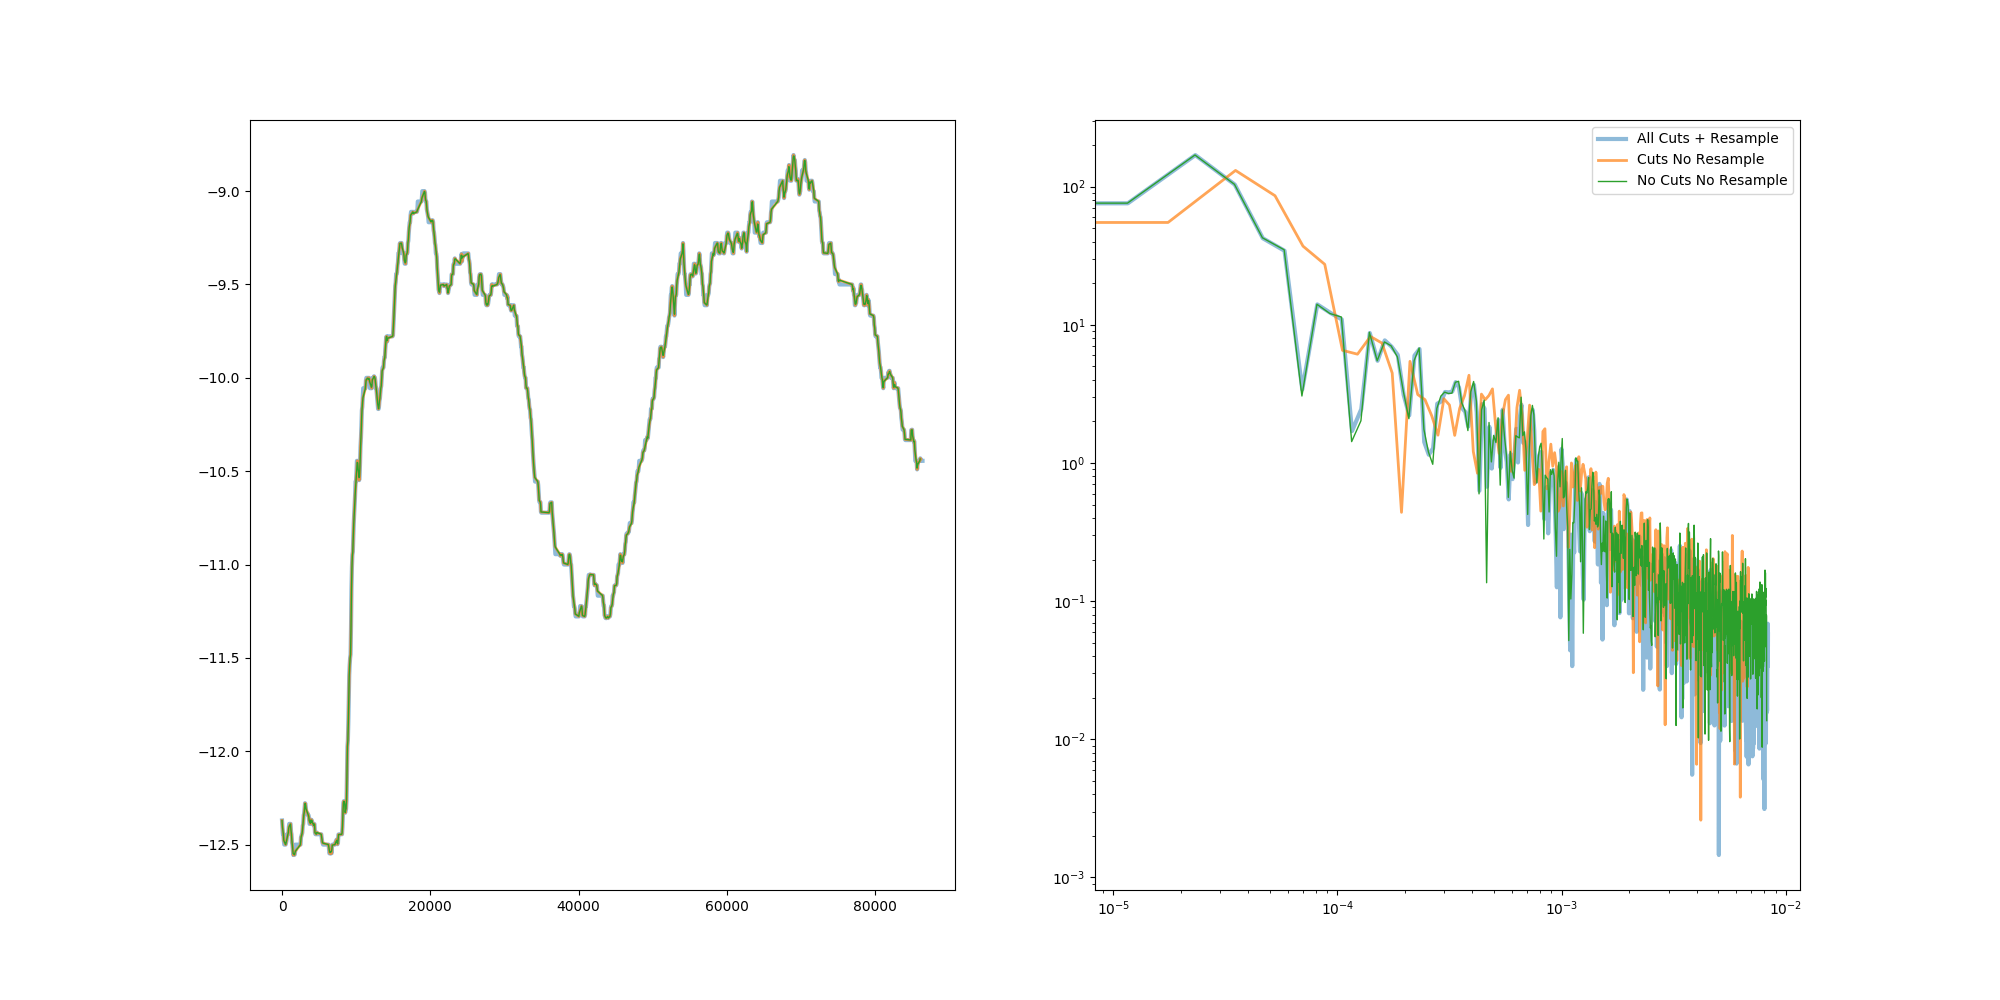 −9.0
−9.5
−10.0
−10.5
−11.0
−11.5
−12.0
−12.5
0 20000 40000 60000 80000
10²
10¹
10⁰
10⁻¹
10⁻²
10⁻³
10⁻⁵ 10⁻⁴ 10⁻³ 10⁻²
All Cuts + Resample
Cuts No Resample
No Cuts No Resample